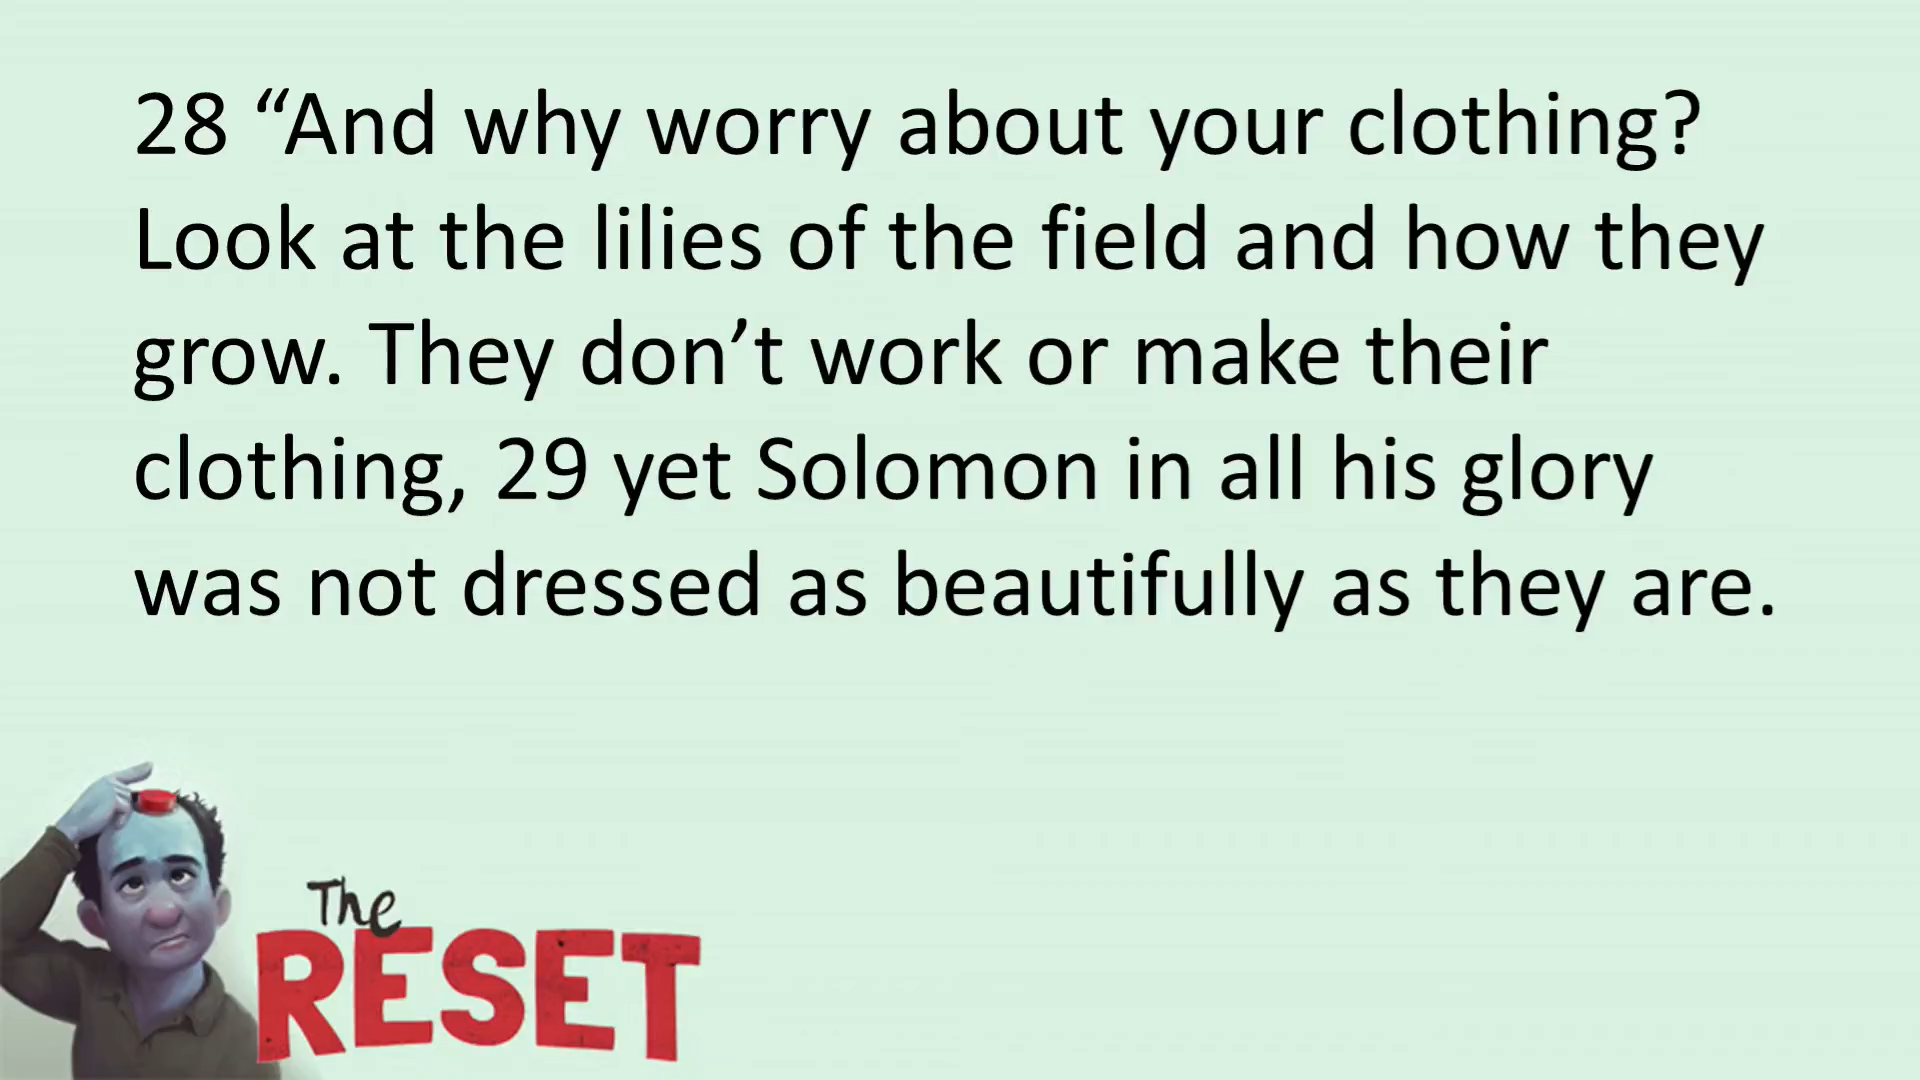 28 “And why worry about your clothing?
Look at the lilies of the field and how they
grow. They don’t work or make their
clothing, 29 yet Solomon in all his glory
was not dressed as beautifully as they are.
The
RESET